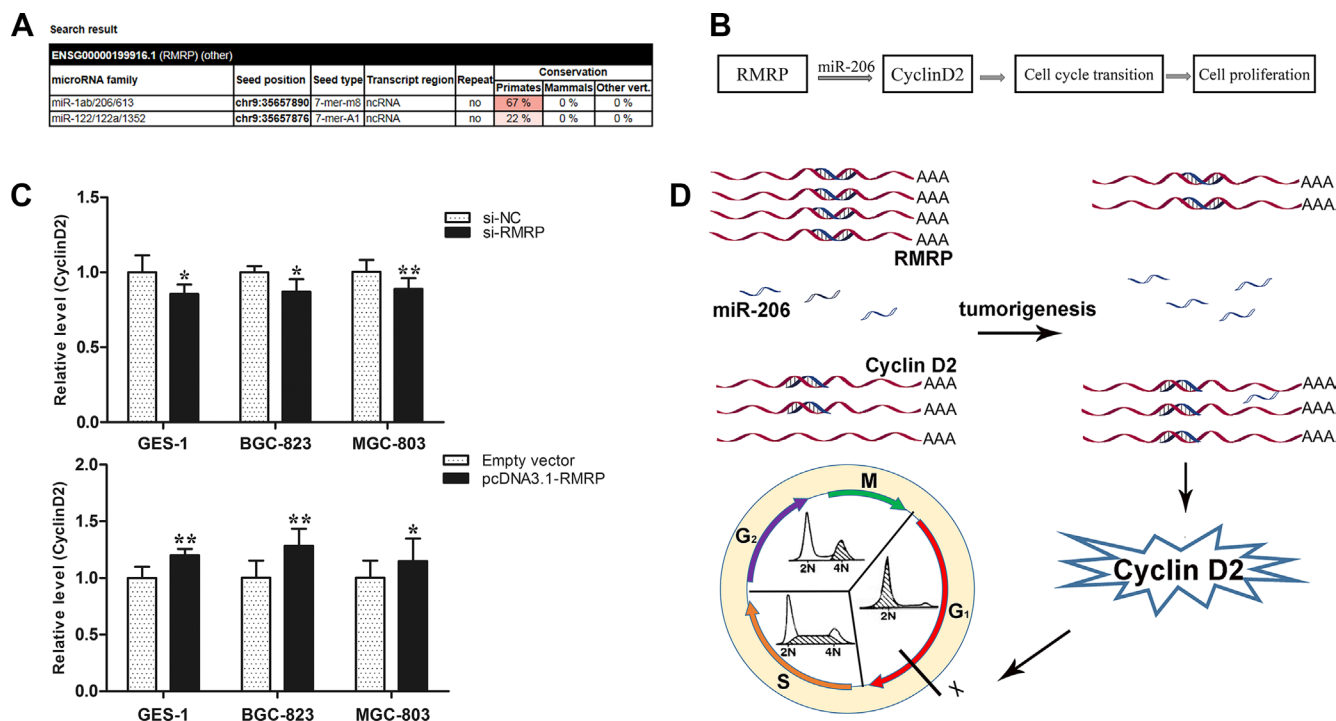 A
Search result
ENSG00000199916.1 (RMRP) (other)
microRNA family Seed position Seed type Transcript region Repeat Conservation
Primates Mammals Other vert.
miR-1ab/206/613 chr9:35657890 7-mer-m8 ncRNA no 67 % 0 % 0 %
miR-122/122a/1352 chr9:35657876 7-mer-A1 ncRNA no 22 % 0 % 0 %
B
RMRP miR-206 CyclinD2 Cell cycle transition Cell proliferation
C
Relative level (CyclinD2)
1.5
1.0
0.5
0.0
si-NC
si-RMRP
* * **
GES-1 BGC-823 MGC-803
Relative level (CyclinD2)
2.0
1.5
1.0
0.5
0.0
Empty vector
pcDNA3.1-RMRP
** ** *
GES-1 BGC-823 MGC-803
D
AAA
AAA
AAA
AAA
RMRP
AAA
AAA
miR-206
tumorigenesis
Cyclin D2
AAA
AAA
AAA
AAA
AAA
AAA
Cyclin D2
M
G2
G1
S
2N 4N
2N
2N 4N
X